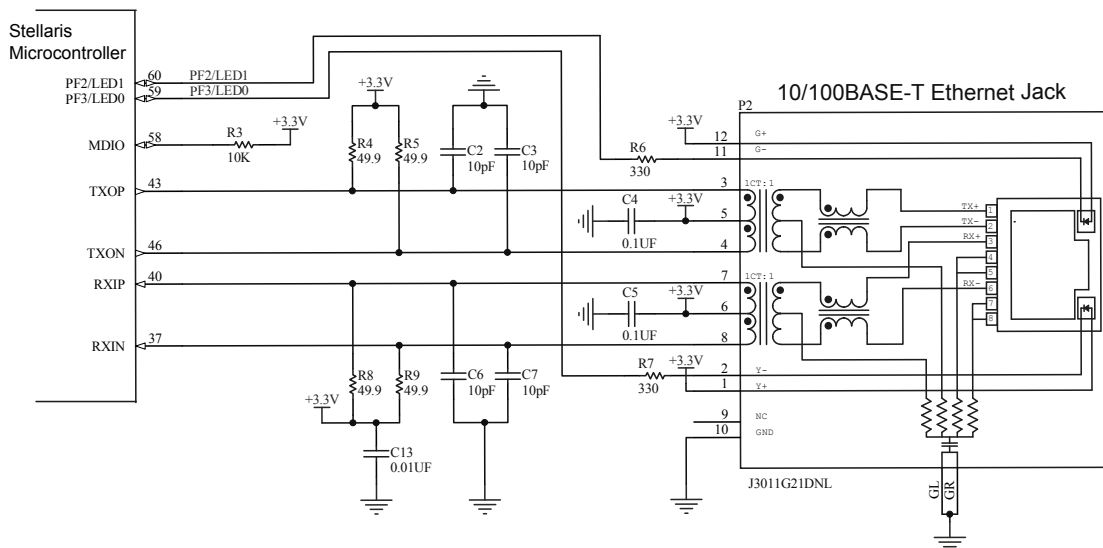 Stellaris
Microcontroller
PF2/LED1
60
PF2/LED1
PF3/LED0
59
PF3/LED0
MDIO
58
R3
10K
+3.3V
TXOP
43
TXON
46
RXIP
40
RXIN
37
+3.3V
R4
49.9
R5
49.9
C2
10pF
C3
10pF
R6
330
C4
0.1UF
+3.3V
C5
0.1UF
+3.3V
R7
330
+3.3V
R8
49.9
R9
49.9
C6
10pF
C7
10pF
+3.3V
C13
0.01UF
10/100BASE-T Ethernet Jack
P2
+3.3V
12
G+
11
G-
3
1CT:1
5
4
7
1CT:1
6
8
2
Y-
1
Y+
9
NC
10
GND
TX+
1
TX-
2
RX+
3
4
5
RX-
6
7
8
J3011G21DNL
GL
GR